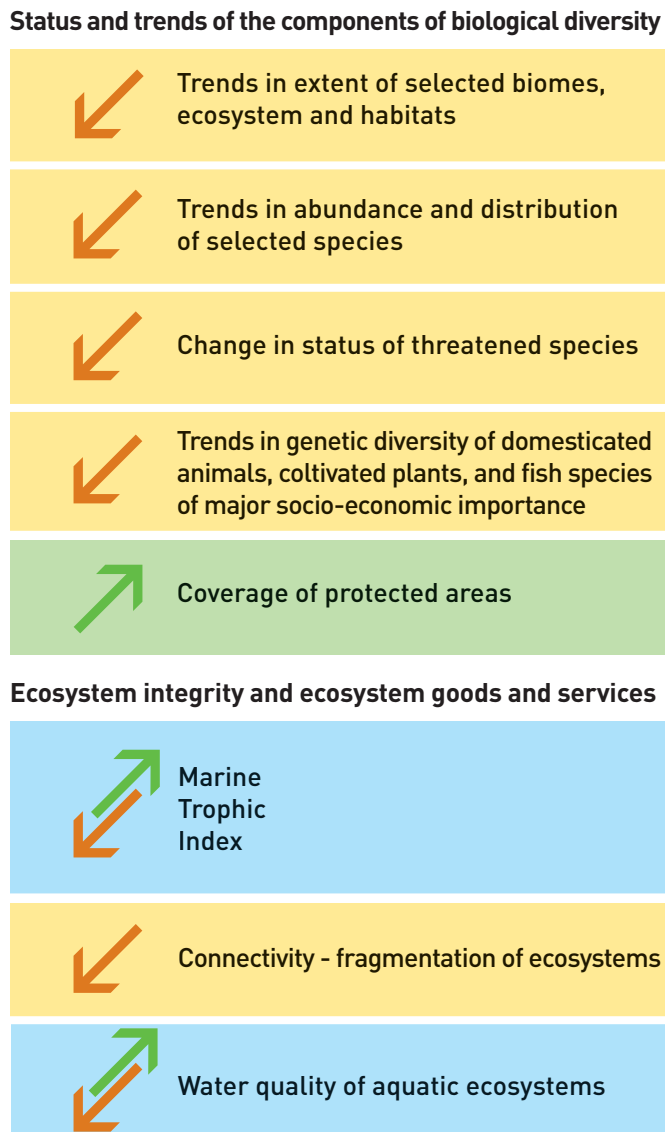 Status and trends of the components of biological diversity
Trends in extent of selected biomes,
ecosystem and habitats
Trends in abundance and distribution
of selected species
Change in status of threatened species
Trends in genetic diversity of domesticated
animals, coltivated plants, and fish species
of major socio-economic importance
Coverage of protected areas
Ecosystem integrity and ecosystem goods and services
Marine
Trophic
Index
Connectivity - fragmentation of ecosystems
Water quality of aquatic ecosystems